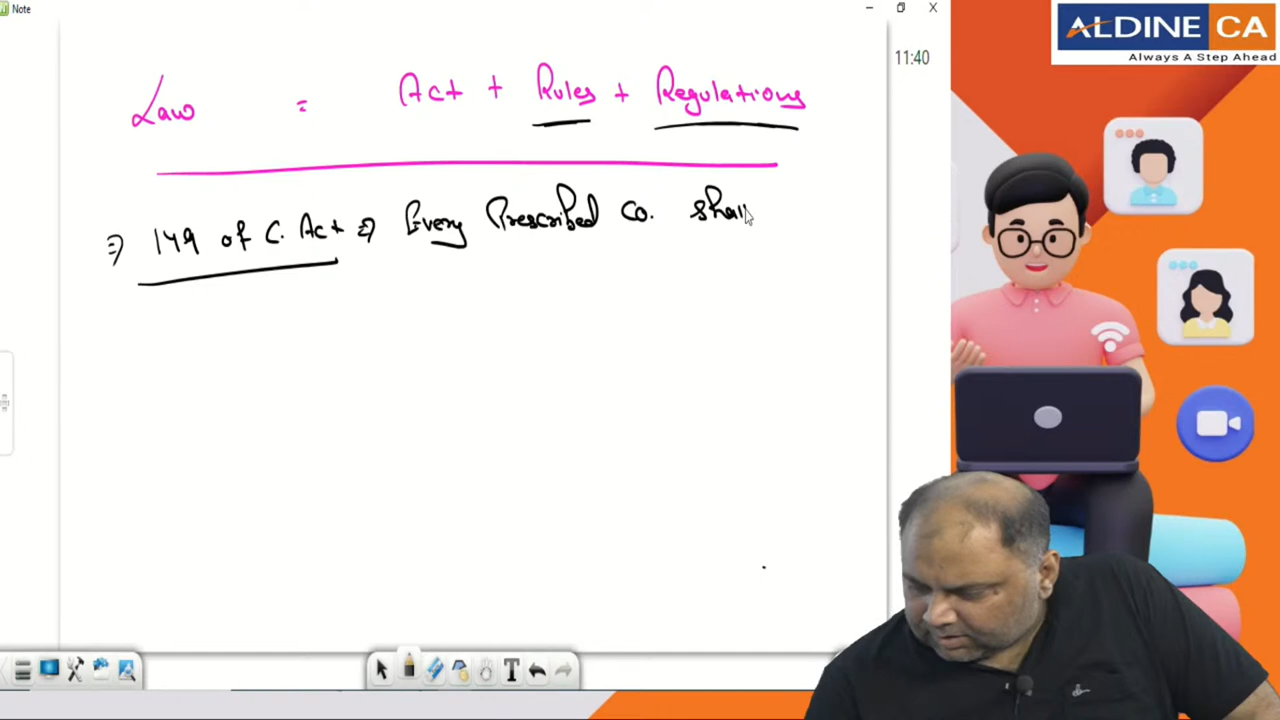 Note
ALDINE CA
Always A Step Ahead
11:40
Law = Act + Rules + Regulations
⇒ 149 of C. Act ⇒ Every Prescribed Co. shall
T